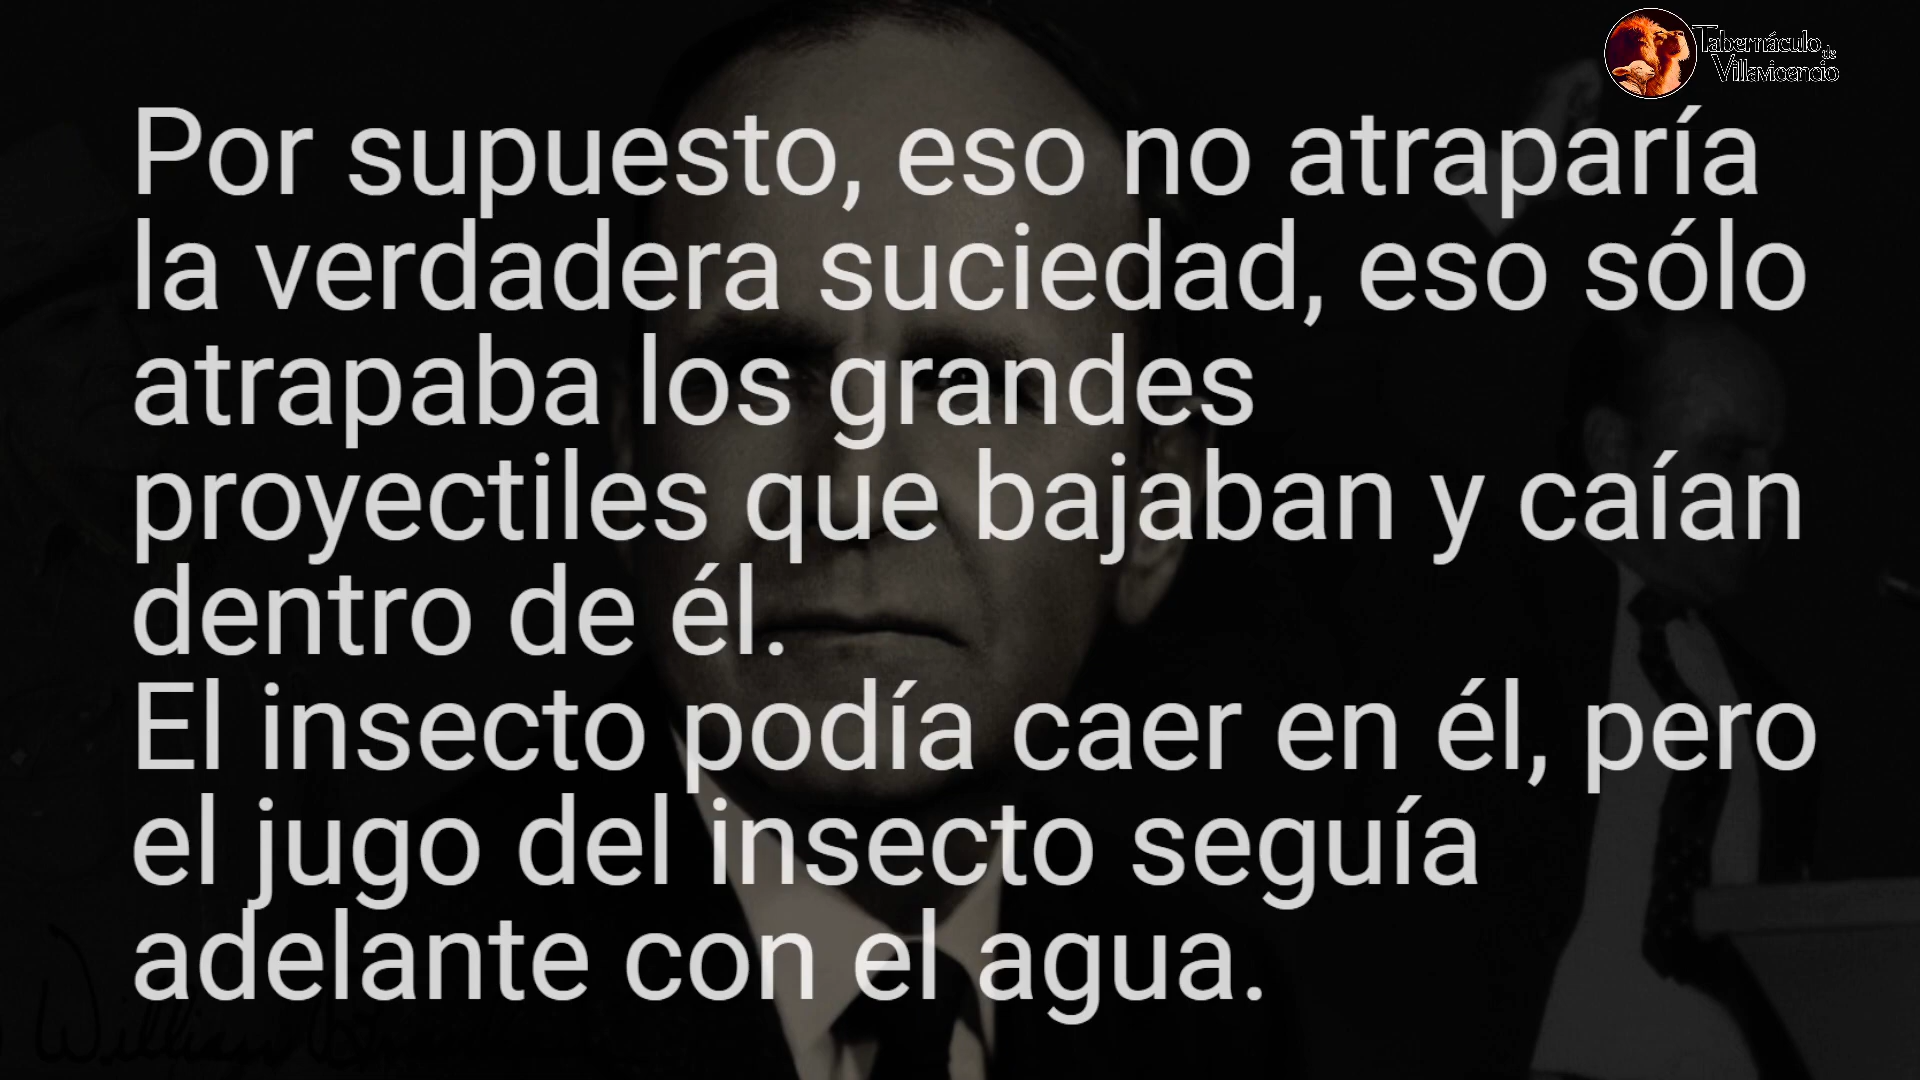 Tabernáculo
de
Villavicencio
Por supuesto, eso no atraparía
la verdadera suciedad, eso sólo
atrapaba los grandes
proyectiles que bajaban y caían
dentro de él.
El insecto podía caer en él, pero
el jugo del insecto seguía
adelante con el agua.
William